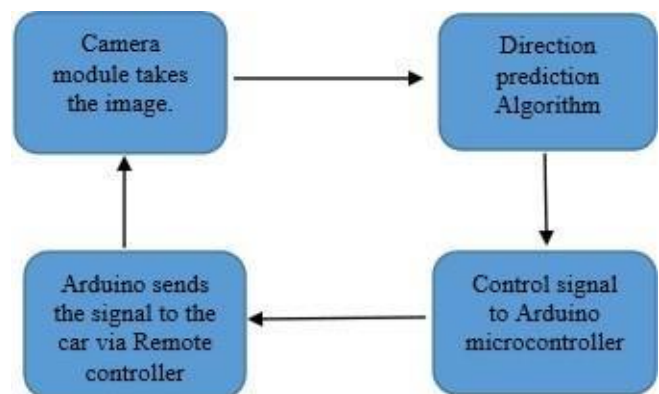 Camera
module takes
the image.
Direction
prediction
Algorithm
Control signal
to Arduino
microcontroller
Arduino sends
the signal to the
car via Remote
controller